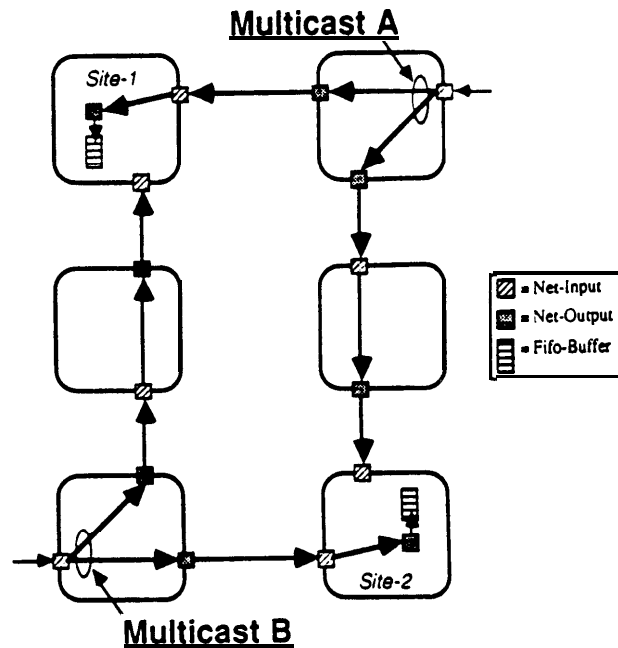 Multicast A
Site-1
= Net-Input
= Net-Output
= Fifo-Buffer
Site-2
Multicast B